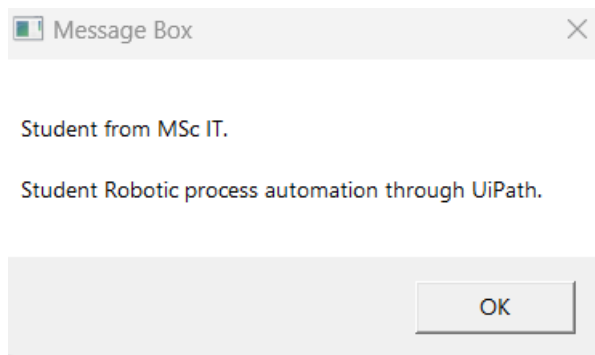 Message Box
Student from MSc IT.
Student Robotic process automation through UiPath.
OK